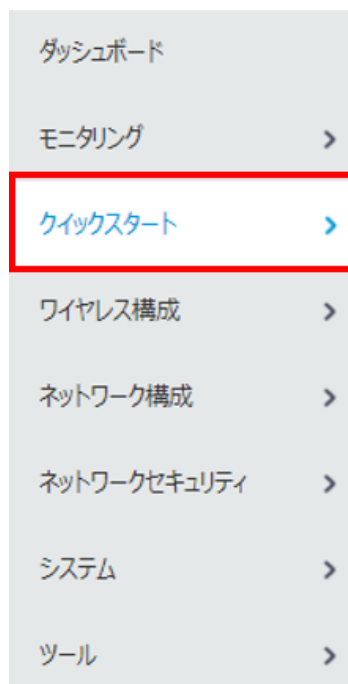 ダッシュボード
モニタリング
クイックスタート
ワイヤレス構成
ネットワーク構成
ネットワークセキュリティ
システム
ツール